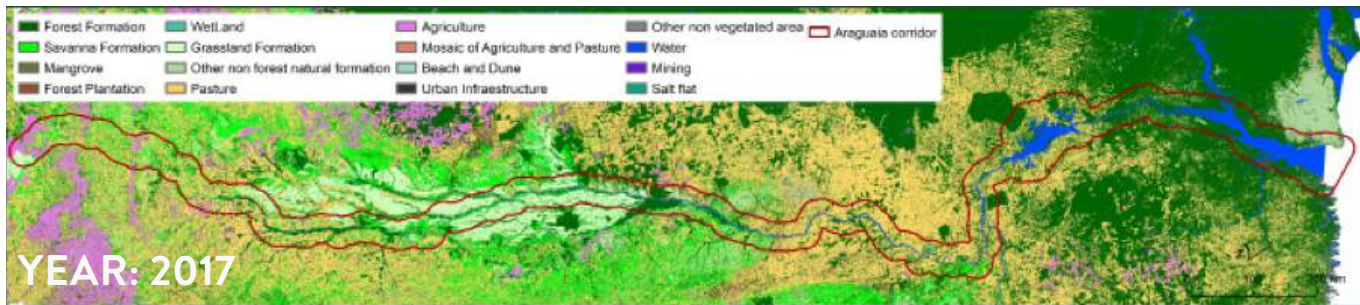 Forest Formation
Savanna Formation
Mangrove
Forest Plantation
WetLand
Grassland Formation
Other non forest natural formation
Pasture
Agriculture
Mosaic of Agriculture and Pasture
Beach and Dune
Urban Infraestructure
Other non vegetated area
Water
Mining
Salt flat
Araguaia corridor
YEAR: 2017